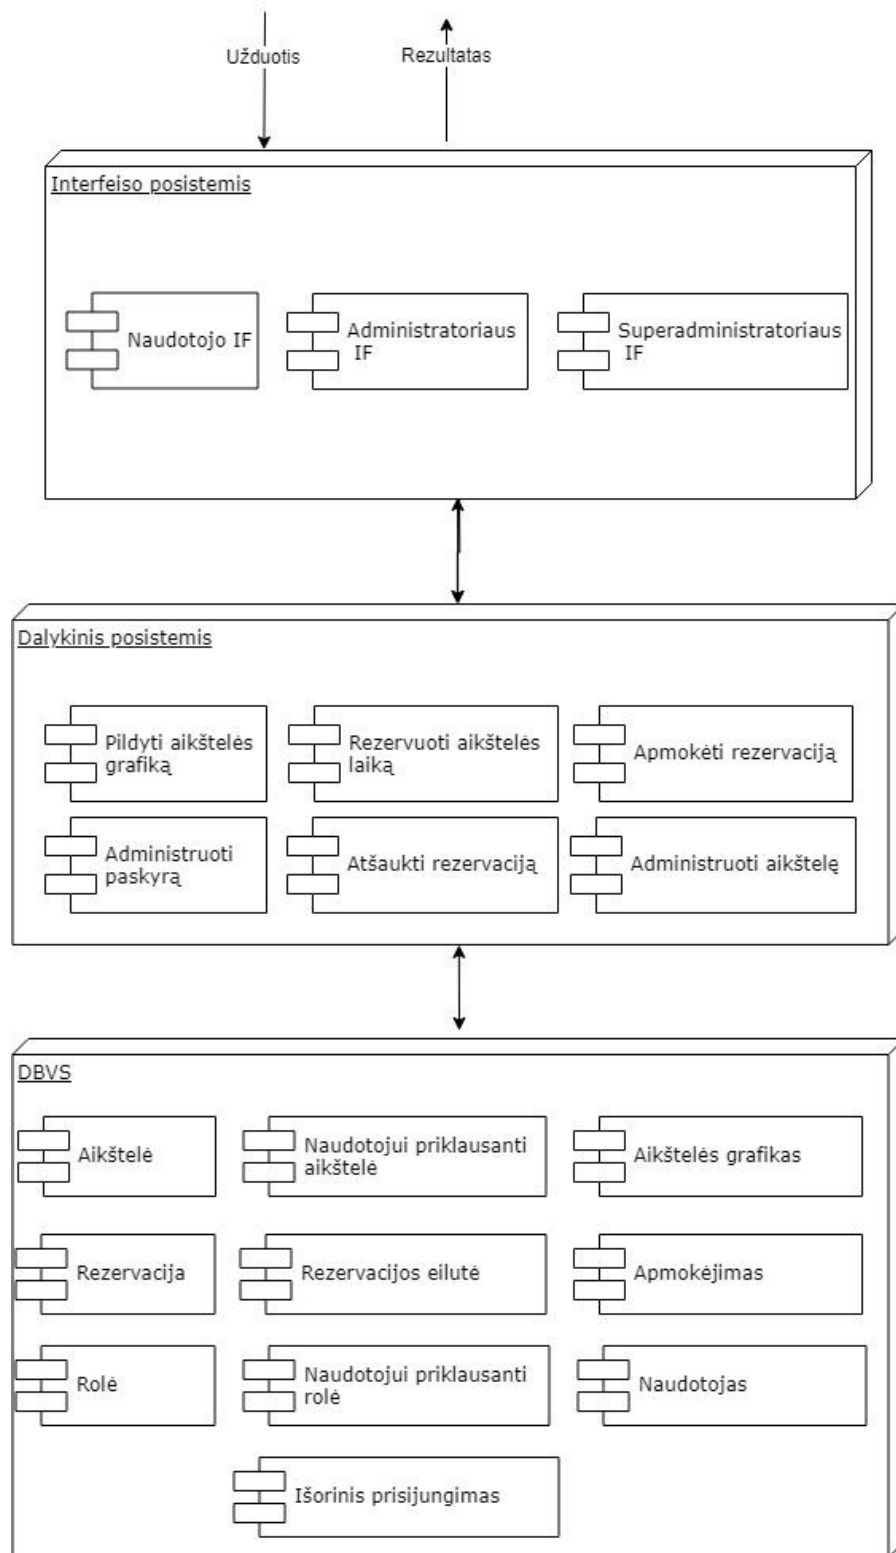 Užduotis
Rezultatas
Interfeiso posistemis
Naudotojo IF
Administratoriaus
IF
Superadministratoriaus
IF
Dalykinis posistemis
Pildyti aikštelės
grafiką
Rezervuoti aikštelės
laiką
Apmokėti rezervaciją
Administruoti
paskyrą
Atšaukti rezervaciją
Administruoti aikštelę
DBVS
Aikštelė
Naudotojui priklausanti
aikštelė
Aikštelės grafikas
Rezervacija
Rezervacijos eilutė
Apmokėjimas
Rolė
Naudotojui priklausanti
rolė
Naudotojas
Išorinis prisijungimas